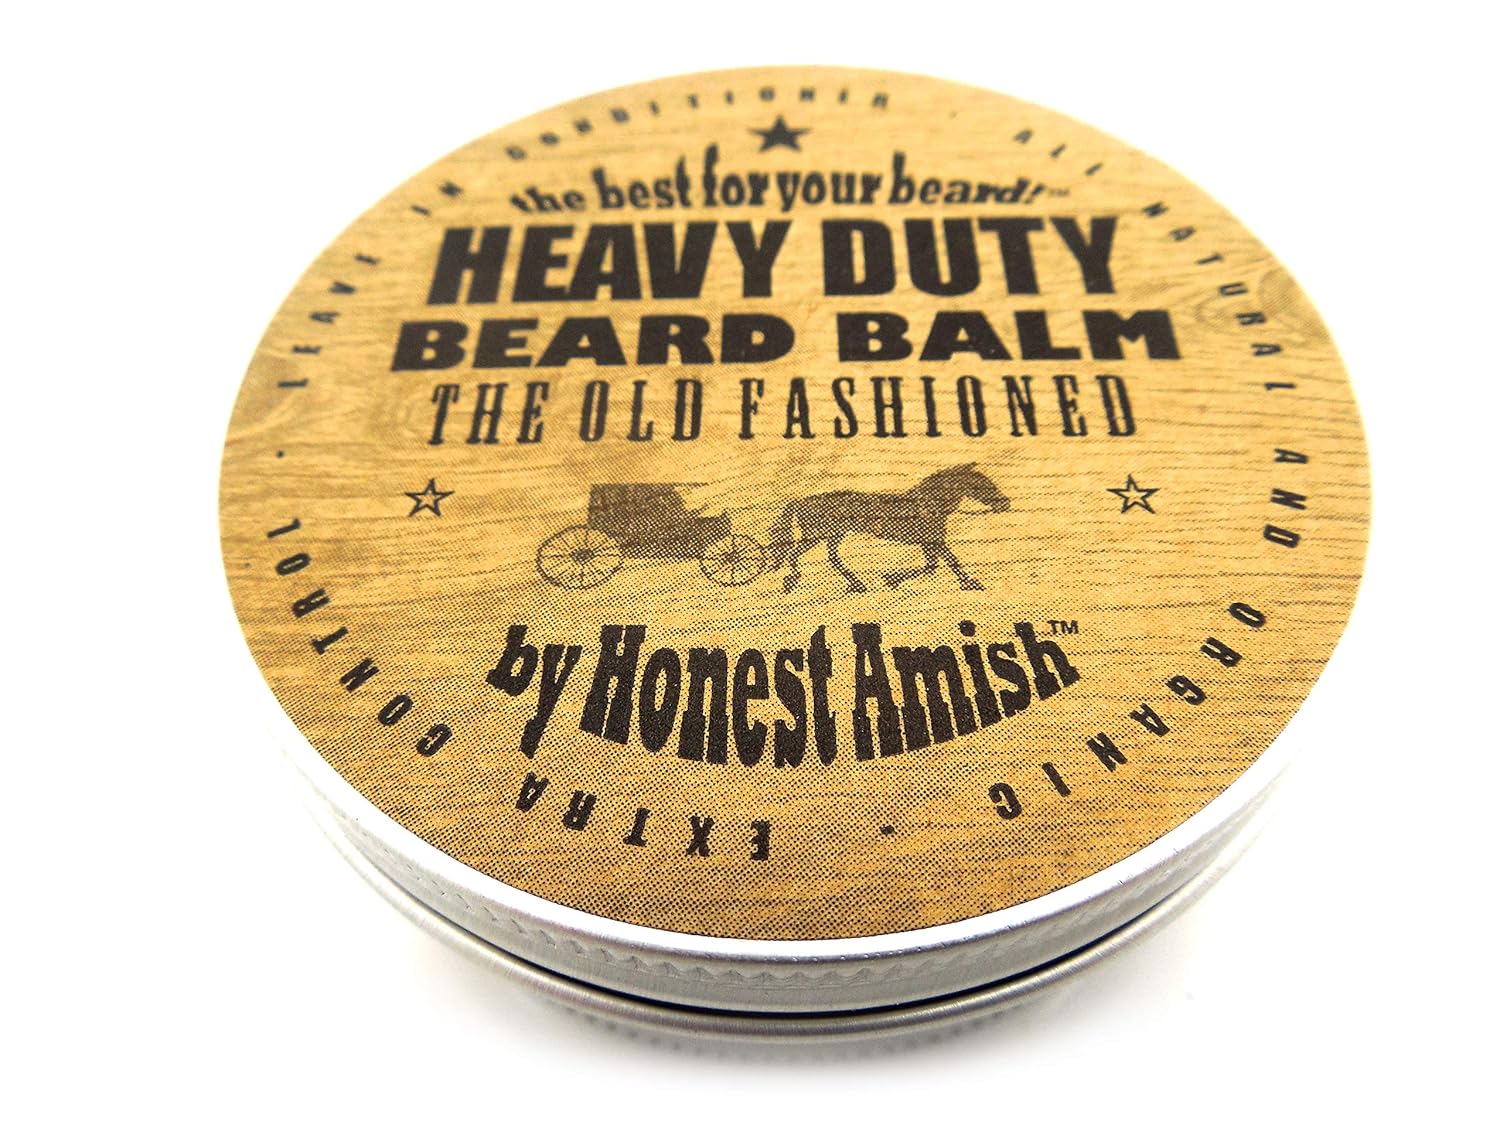 the best for your beard!™
HEAVY DUTY
BEARD BALM
THE OLD FASHIONED
by Honest Amish™
LEAVE IN CONDITIONER · ALL NATURAL AND ORGANIC · EXTRA CONTROL ·